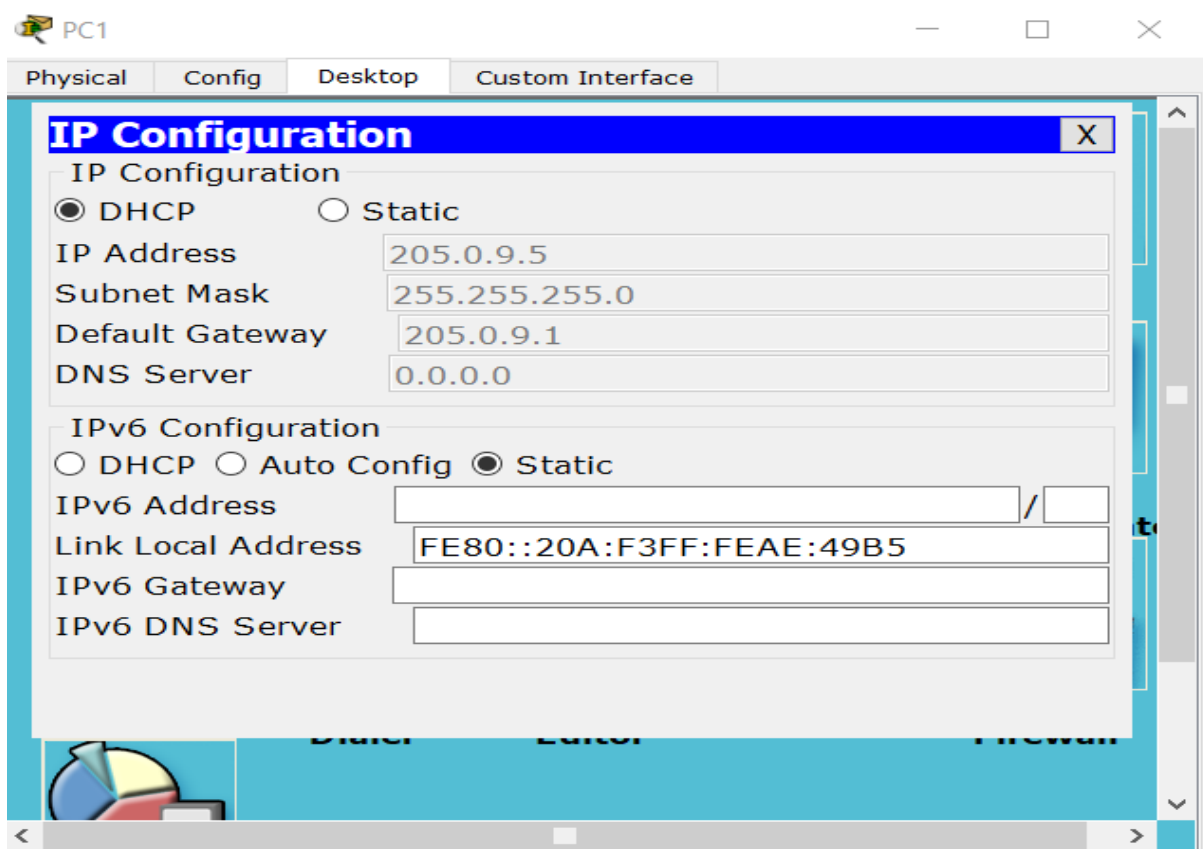 PC1
Physical Config Desktop Custom Interface
IP Configuration X
IP Configuration
DHCP Static
IP Address 205.0.9.5
Subnet Mask 255.255.255.0
Default Gateway 205.0.9.1
DNS Server 0.0.0.0
IPv6 Configuration
DHCP Auto Config Static
IPv6 Address /
Link Local Address FE80::20A:F3FF:FEAE:49B5
IPv6 Gateway
IPv6 DNS Server
Dialer Editor Firewall